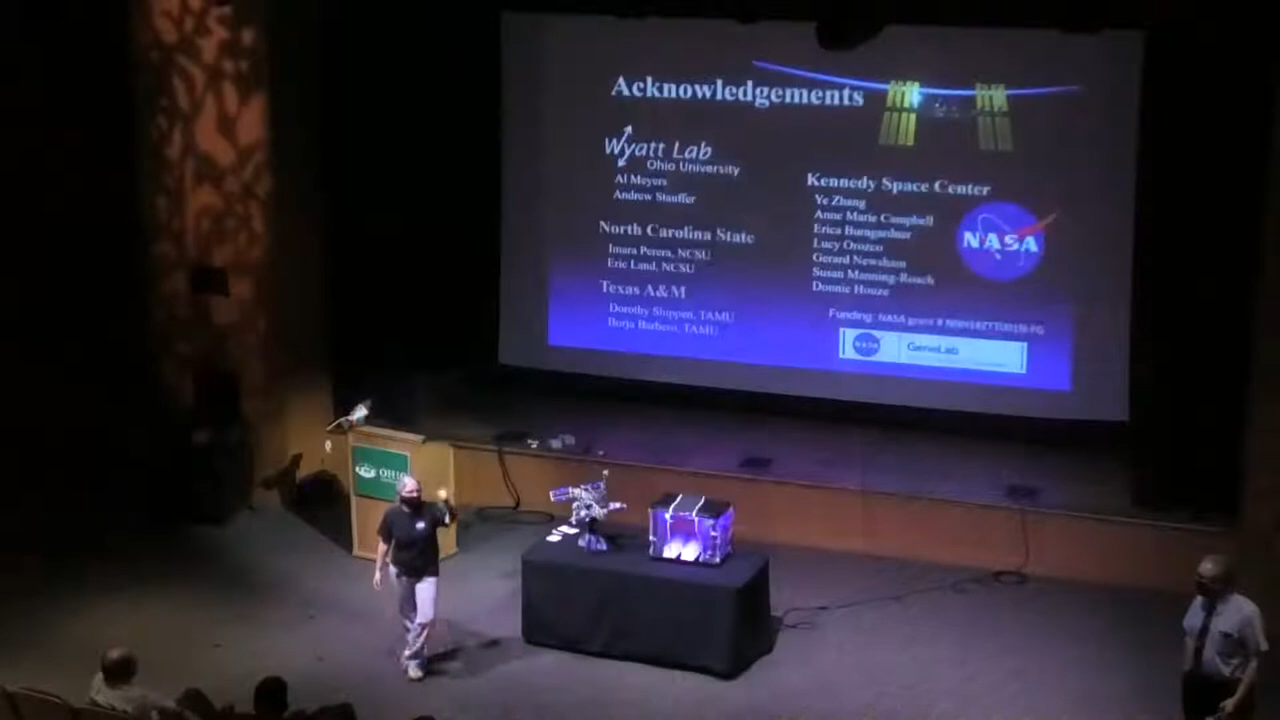 Acknowledgements
Wyatt Lab
Ohio University
Al Meyers
Andrew Stauffer
North Carolina State
Imara Perera, NCSU
Eric Land, NCSU
Texas A&M
Dorothy Shippen, TAMU
Borja Barbero, TAMU
Kennedy Space Center
Ye Zhang
Anne Marie Campbell
Erica Bumgardner
Lucy Orozco
Gerard Newsham
Susan Manning-Roach
Donnie Houze
NASA
Funding: NASA grant #
NASA
GeneLab
OHIO